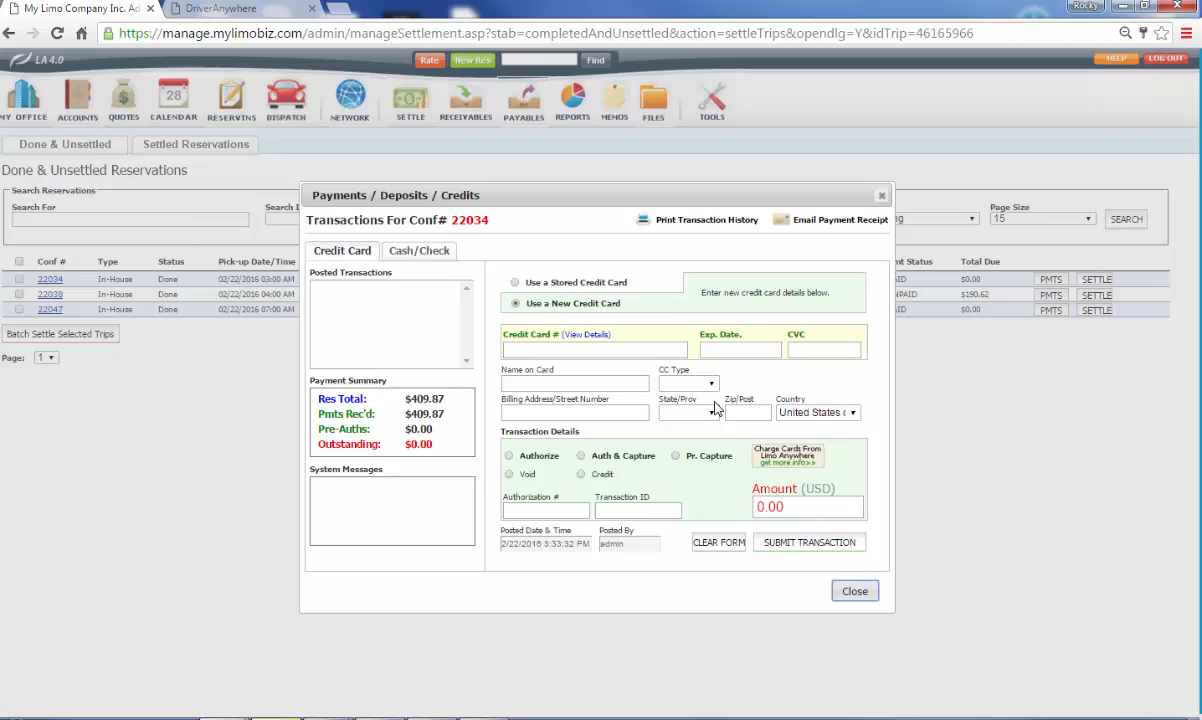 My Limo Company Inc. Ad
DriverAnywhere
Rocky
https://manage.mylimobiz.com/admin/manageSettlement.asp?stab=completedAndUnsettled&action=settleTrips&opendlg=Y&idTrip=46165966
LA 4.0
Rate
New Res
Find
HELP
LOG OUT
MY OFFICE
ACCOUNTS
QUOTES
28
CALENDAR
RESERVTNS
DISPATCH
NETWORK
SETTLE
RECEIVABLES
PAYABLES
REPORTS
MEMOS
FILES
TOOLS
Done & Unsettled
Settled Reservations
Done & Unsettled Reservations
Search Reservations
Search For
Search I
ng
Page Size
15
SEARCH
Conf # Type Status Pick-up Date/Time
nt Status Total Due
22034 In-House Done 02/22/2016 03:00 AM
AID $0.00 PMTS SETTLE
22038 In-House Done 02/22/2016 04:00 AM
NPAID $190.62 PMTS SETTLE
22047 In-House Done 02/22/2016 07:00 AM
AID $0.00 PMTS SETTLE
Batch Settle Selected Trips
Page: 1
Payments / Deposits / Credits
Transactions For Conf# 22034
Print Transaction History
Email Payment Receipt
Credit Card
Cash/Check
Posted Transactions
Payment Summary
Res Total: $409.87
Pmts Rec'd: $409.87
Pre-Auths: $0.00
Outstanding: $0.00
System Messages
Use a Stored Credit Card
Use a New Credit Card
Enter new credit card details below.
Credit Card # (View Details)
Exp. Date.
CVC
Name on Card
CC Type
Billing Address/Street Number
State/Prov
Zip/Post
Country
United States (
Transaction Details
Authorize
Auth & Capture
Pr. Capture
Void
Credit
Charge Cards From
Limo Anywhere
get more info>>
Authorization #
Transaction ID
Amount (USD)
0.00
Posted Date & Time
Posted By
2/22/2016 3:33:32 PM
admin
CLEAR FORM
SUBMIT TRANSACTION
Close